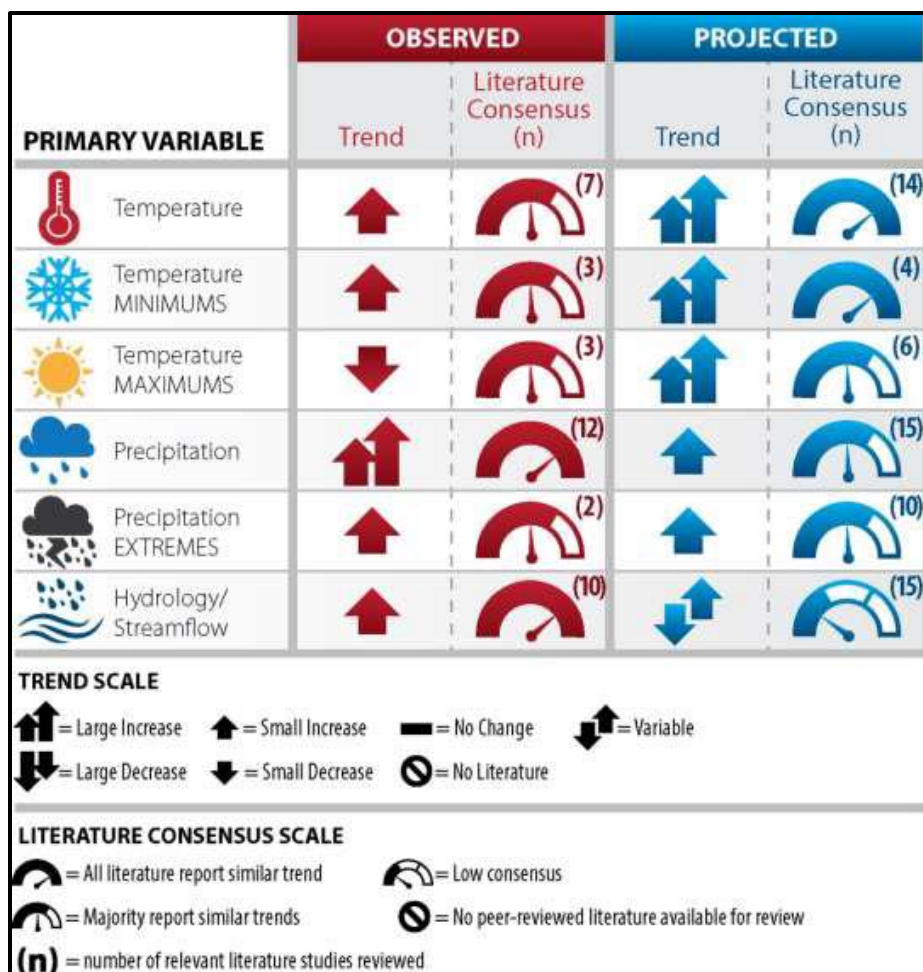 OBSERVED PROJECTED
PRIMARY VARIABLE Trend Literature Consensus (n) Trend Literature Consensus (n)
Temperature (7) (14)
Temperature MINIMUMS (3) (4)
Temperature MAXIMUMS (3) (6)
Precipitation (12) (15)
Precipitation EXTREMES (2) (10)
Hydrology/ Streamflow (10) (15)
TREND SCALE
= Large Increase = Small Increase = No Change = Variable
= Large Decrease = Small Decrease = No Literature
LITERATURE CONSENSUS SCALE
= All literature report similar trend = Low consensus
= Majority report similar trends = No peer-reviewed literature available for review
(n) = number of relevant literature studies reviewed